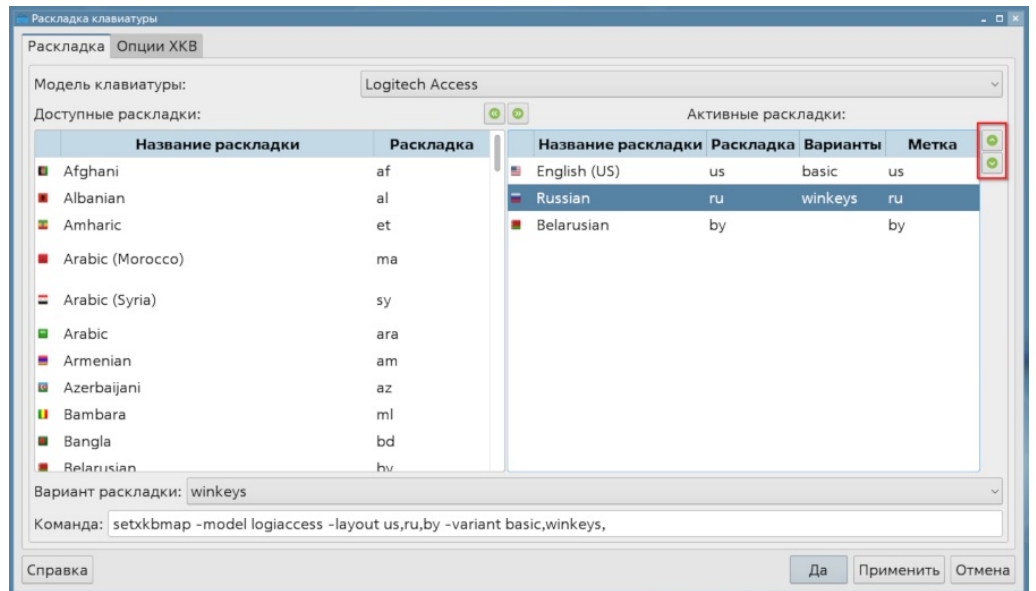 Раскладка клавиатуры
Раскладка Опции XKB
Модель клавиатуры: Logitech Access
Доступные раскладки: Активные раскладки:
Название раскладки Раскладка Название раскладки Раскладка Варианты Метка
Afghani af English (US) us basic us
Albanian al Russian ru winkeys ru
Amharic et Belarusian by by
Arabic (Morocco) ma
Arabic (Syria) sy
Arabic ara
Armenian am
Azerbaijani az
Bambara ml
Bangla bd
Belarusian by
Вариант раскладки: winkeys
Команда: setxkbmap -model logiaccess -layout us,ru,by -variant basic,winkeys,
Справка Да Применить Отмена